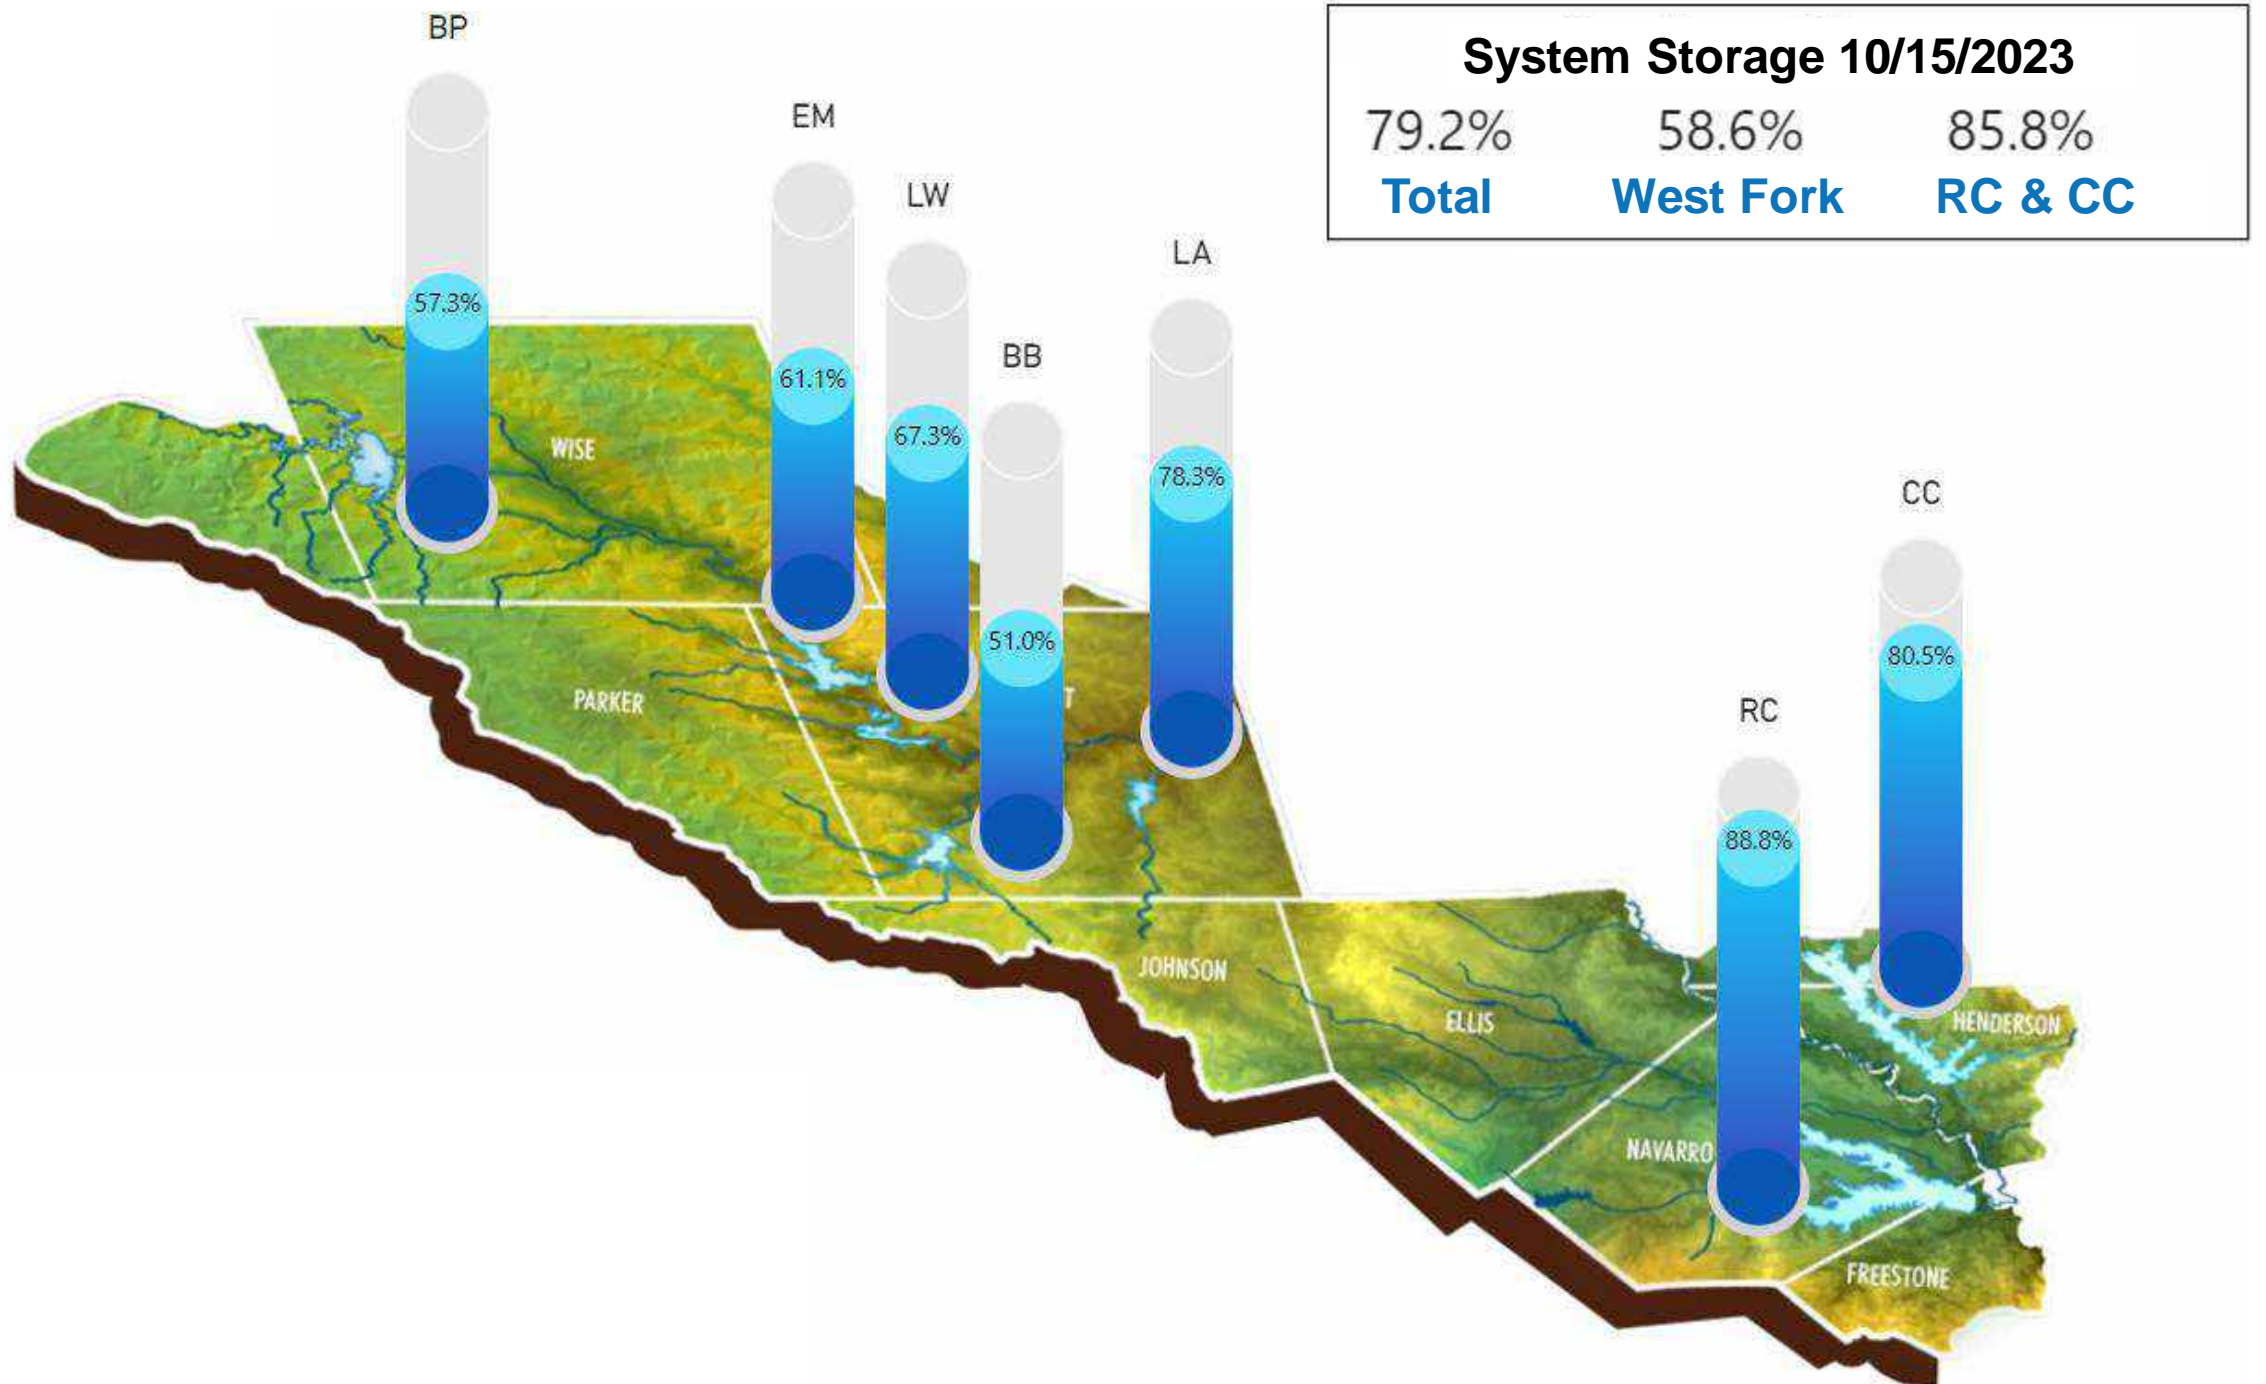 System Storage 10/15/2023
79.2% 58.6% 85.8%
Total West Fork RC & CC
BP
57.3%
EM
61.1%
LW
67.3%
BB
51.0%
LA
78.3%
CC
80.5%
RC
88.8%
WISE
PARKER
T
JOHNSON
ELLIS
HENDERSON
NAVARRO
FREESTONE